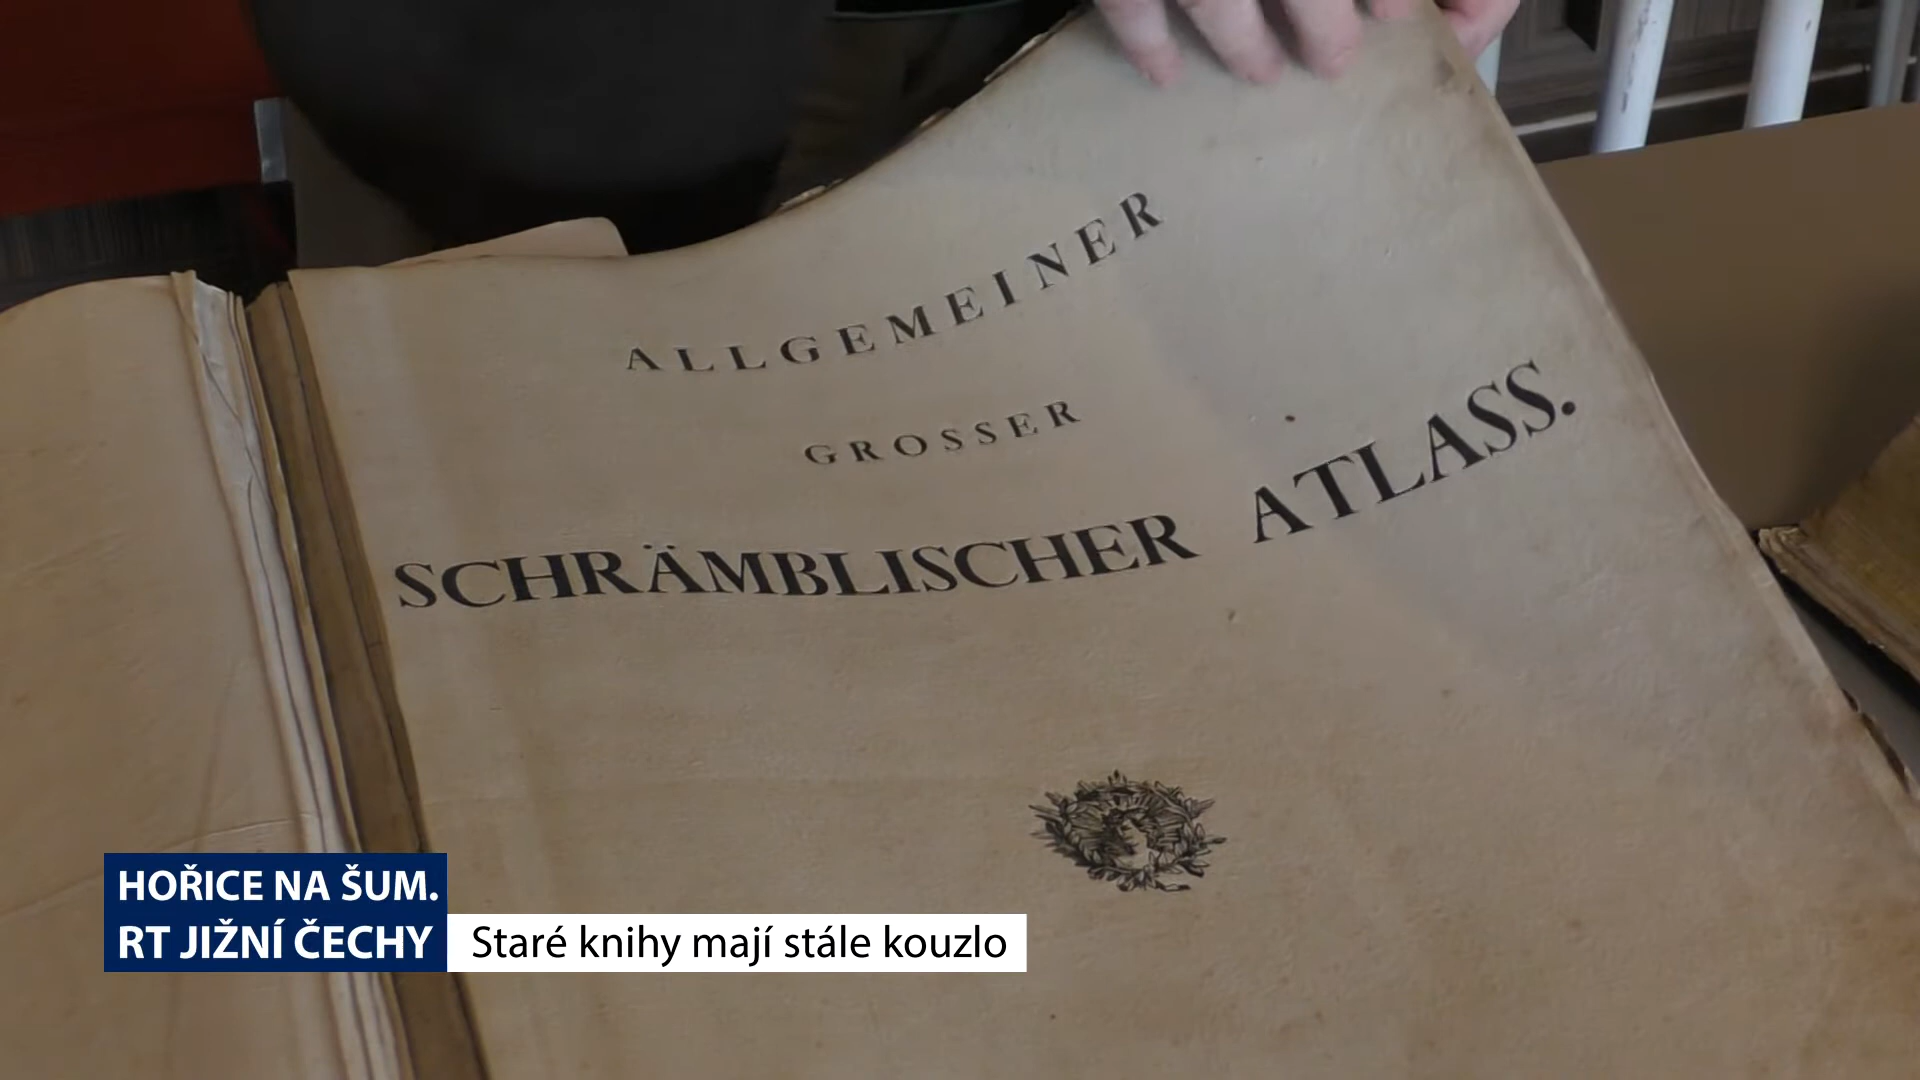 ALLGEMEINER
GROSSER
SCHRÄMBLISCHER ATLASS.
HOŘICE NA ŠUM.
RT JIŽNÍ ČECHY
Staré knihy mají stále kouzlo